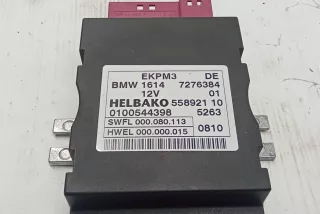 EKPM3 DE
BMW 1614 7276384
12V 01
HELBAKO 558921 10
0100544398 5263
SWFL 000.080.113
HWEL 000.000.015 0810